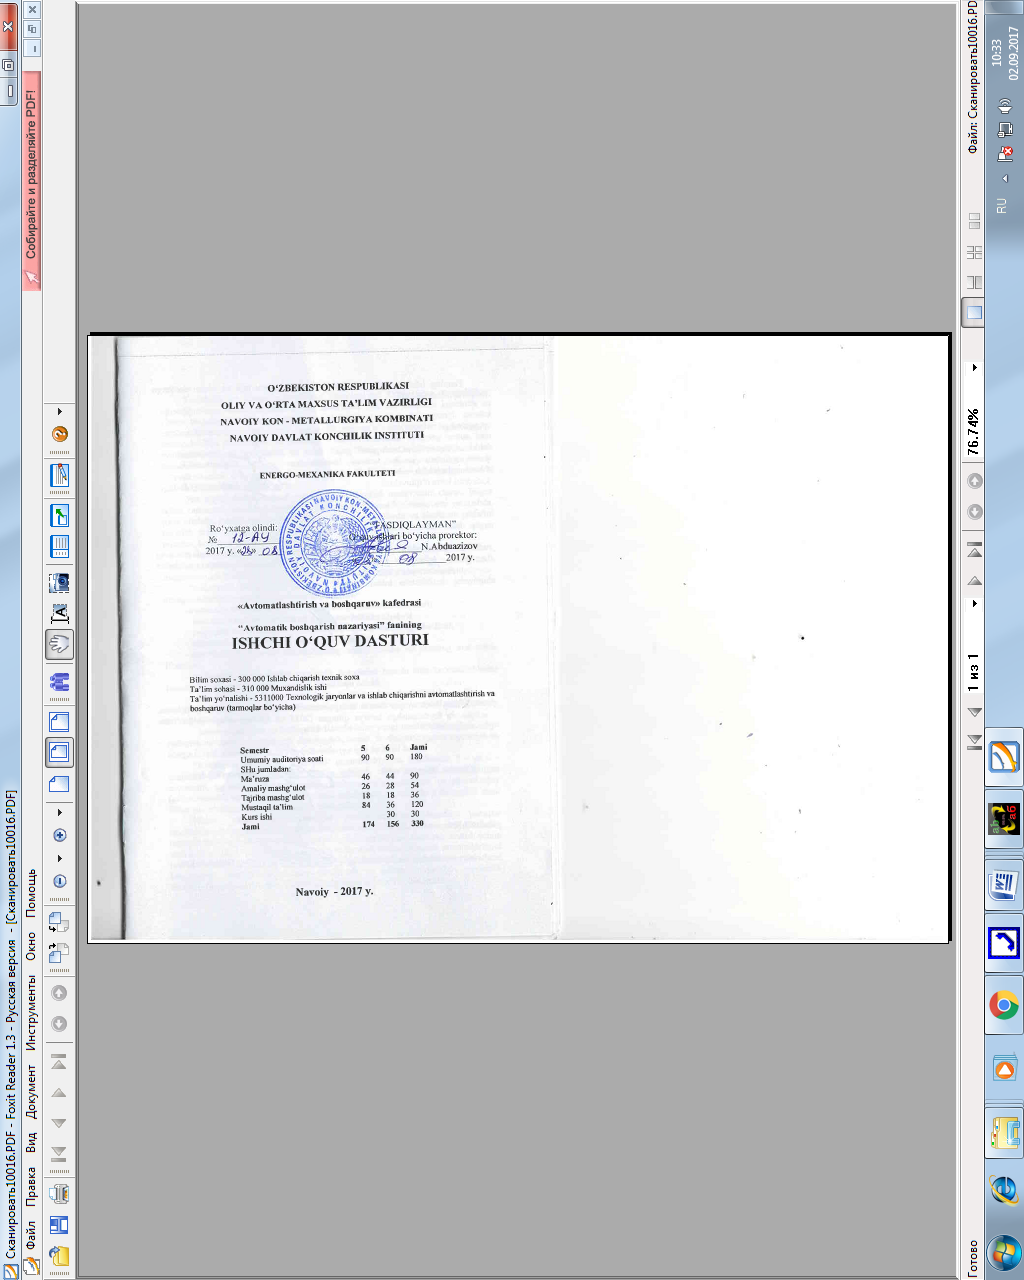 Сканировать10016.PDF - Foxit Reader 1.3 - Русская версия - [Сканировать10016.PDF]
Файл Правка Вид Документ Инструменты Окно Помощь
Собирайте и разделяйте PDF!
O‘ZBEKISTON RESPUBLIKASI
OLIY VA O‘RTA MAXSUS TA’LIM VAZIRLIGI
NAVOIY KON - METALLURGIYA KOMBINATI
NAVOIY DAVLAT KONCHILIK INSTITUTI
ENERGO-MEXANIKA FAKULTETI
Ro‘yxatga olindi:
№ 12-AY
2017 y. «28» 08
TASDIQLAYMAN”
O‘quv ishlari bo‘yicha prorektor:
N.Abduazizov
08 2017 y.
«Avtomatlashtirish va boshqaruv» kafedrasi
“Avtomatik boshqarish nazariyasi” fanining
ISHCHI O‘QUV DASTURI
Bilim soxasi - 300 000 Ishlab chiqarish texnik soxa
Ta’lim sohasi - 310 000 Muxandislik ishi
Ta’lim yo‘nalishi - 5311000 Texnologik jaryonlar va ishlab chiqarishni avtomatlashtirish va
boshqaruv (tarmoqlar bo‘yicha)
Semestr 5 6 Jami
Umumiy auditoriya soati 90 90 180
SHu jumladan:
Ma’ruza 46 44 90
Amaliy mashg‘ulot 26 28 54
Tajriba mashg‘ulot 18 18 36
Mustaqil ta’lim 84 36 120
Kurs ishi 30 30
Jami 174 156 330
Navoiy - 2017 y.
1 из 1
76.74%
Готово
Файл: Сканировать10016.PD
RU
10:33
02.09.2017